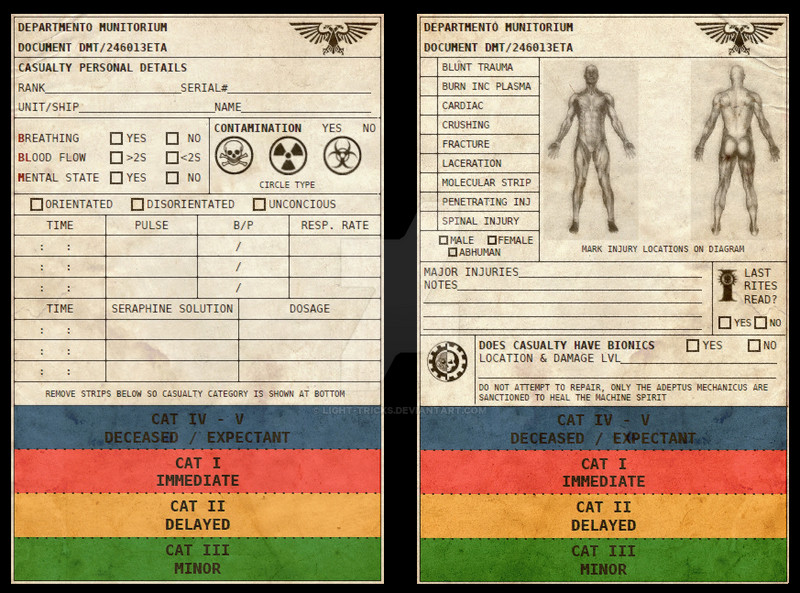 DEPARTMENTO MUNITORIUM
DOCUMENT DMT/246013ETA
CASUALTY PERSONAL DETAILS
RANK SERIAL#
UNIT/SHIP NAME
BREATHING YES NO
BLOOD FLOW >2S <2S
MENTAL STATE YES NO
CONTAMINATION YES NO
CIRCLE TYPE
ORIENTATED DISORIENTATED UNCONCIOUS
TIME PULSE B/P RESP. RATE
: : /
: : /
: : /
TIME SERAPHINE SOLUTION DOSAGE
: :
: :
: :
REMOVE STRIPS BELOW SO CASUALTY CATEGORY IS SHOWN AT BOTTOM
CAT IV - V
DECEASED / EXPECTANT
CAT I
IMMEDIATE
CAT II
DELAYED
CAT III
MINOR
DEPARTMENTO MUNITORIUM
DOCUMENT DMT/246013ETA
BLUNT TRAUMA
BURN INC PLASMA
CARDIAC
CRUSHING
FRACTURE
LACERATION
MOLECULAR STRIP
PENETRATING INJ
SPINAL INJURY
MALE FEMALE
ABHUMAN
MARK INJURY LOCATIONS ON DIAGRAM
MAJOR INJURIES
NOTES
LAST
RITES
READ?
YES NO
DOES CASUALTY HAVE BIONICS YES NO
LOCATION & DAMAGE LVL
DO NOT ATTEMPT TO REPAIR, ONLY THE ADEPTUS MECHANICUS ARE
SANCTIONED TO HEAL THE MACHINE SPIRIT
CAT IV - V
DECEASED / EXPECTANT
CAT I
IMMEDIATE
CAT II
DELAYED
CAT III
MINOR
LIGHT-TRICKS.DEVIANTART.COM